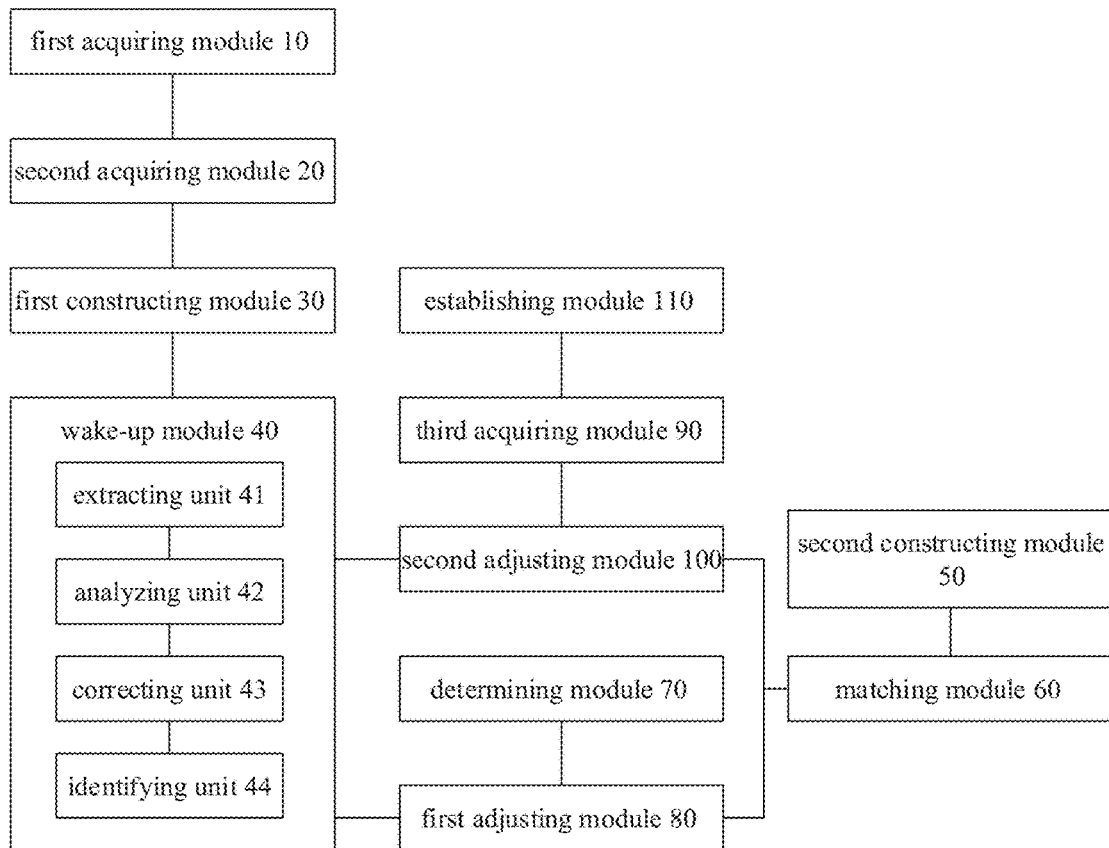 first acquiring module 10
second acquiring module 20
first constructing module 30
establishing module 110
wake-up module 40
third acquiring module 90
extracting unit 41
second adjusting module 100
second constructing module
50
analyzing unit 42
correcting unit 43
determining module 70
matching module 60
identifying unit 44
first adjusting module 80